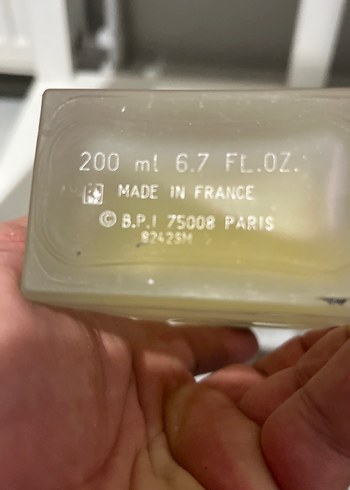 200 ml 6.7 FL.OZ.
MADE IN FRANCE
© B.P.I 75008 PARIS
8242SM